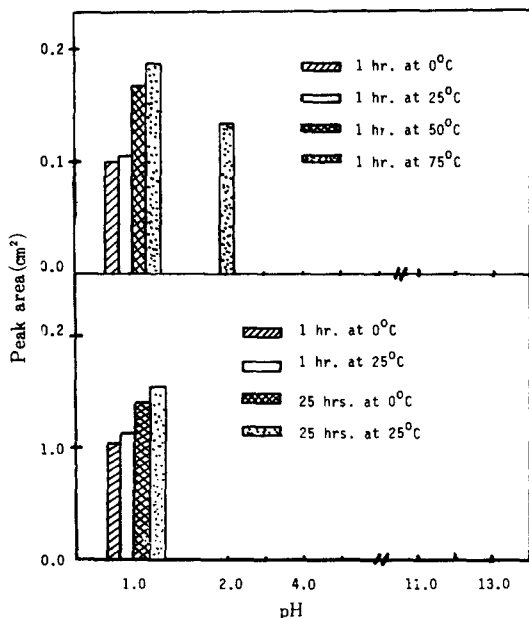 0.2
0.1
0.0
1 hr. at 0°C
1 hr. at 25°C
1 hr. at 50°C
1 hr. at 75°C
Peak area(cm²)
0.2
1.0
0.0
1 hr. at 0°C
1 hr. at 25°C
25 hrs. at 0°C
25 hrs. at 25°C
1.0 2.0 4.0 11.0 13.0
pH